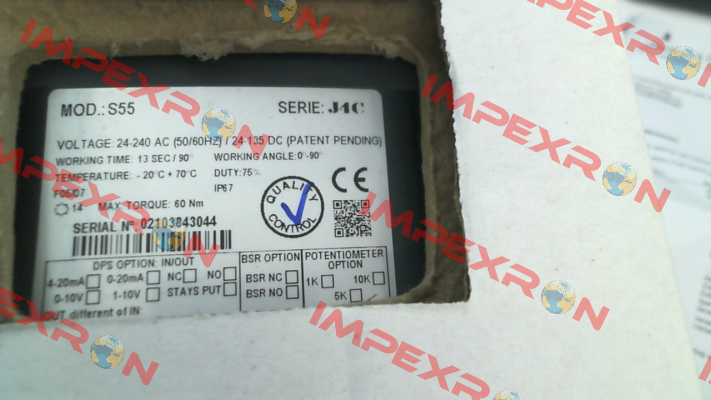 MOD.: S55 SERIE: J4C
VOLTAGE: 24-240 AC (50/60HZ) / 24-135 DC (PATENT PENDING)
WORKING TIME: 13 SEC / 90° WORKING ANGLE: 0°-90°
TEMPERATURE: - 20°C + 70°C DUTY: 75%
F05/07 IP67
14 MAX. TORQUE: 60 Nm
QUALITY CONTROL
CE
SERIAL Nº 02103843044
DPS OPTION: IN/OUT BSR OPTION POTENTIOMETER OPTION
4-20mA 0-20mA NC NO BSR NC 1K 10K
0-10V 1-10V STAYS PUT BSR NO 5K
OUT different of IN:
IMPEXRON
IMPEXRON
IMPEXRON
IMPEXRON
IMPEXRON